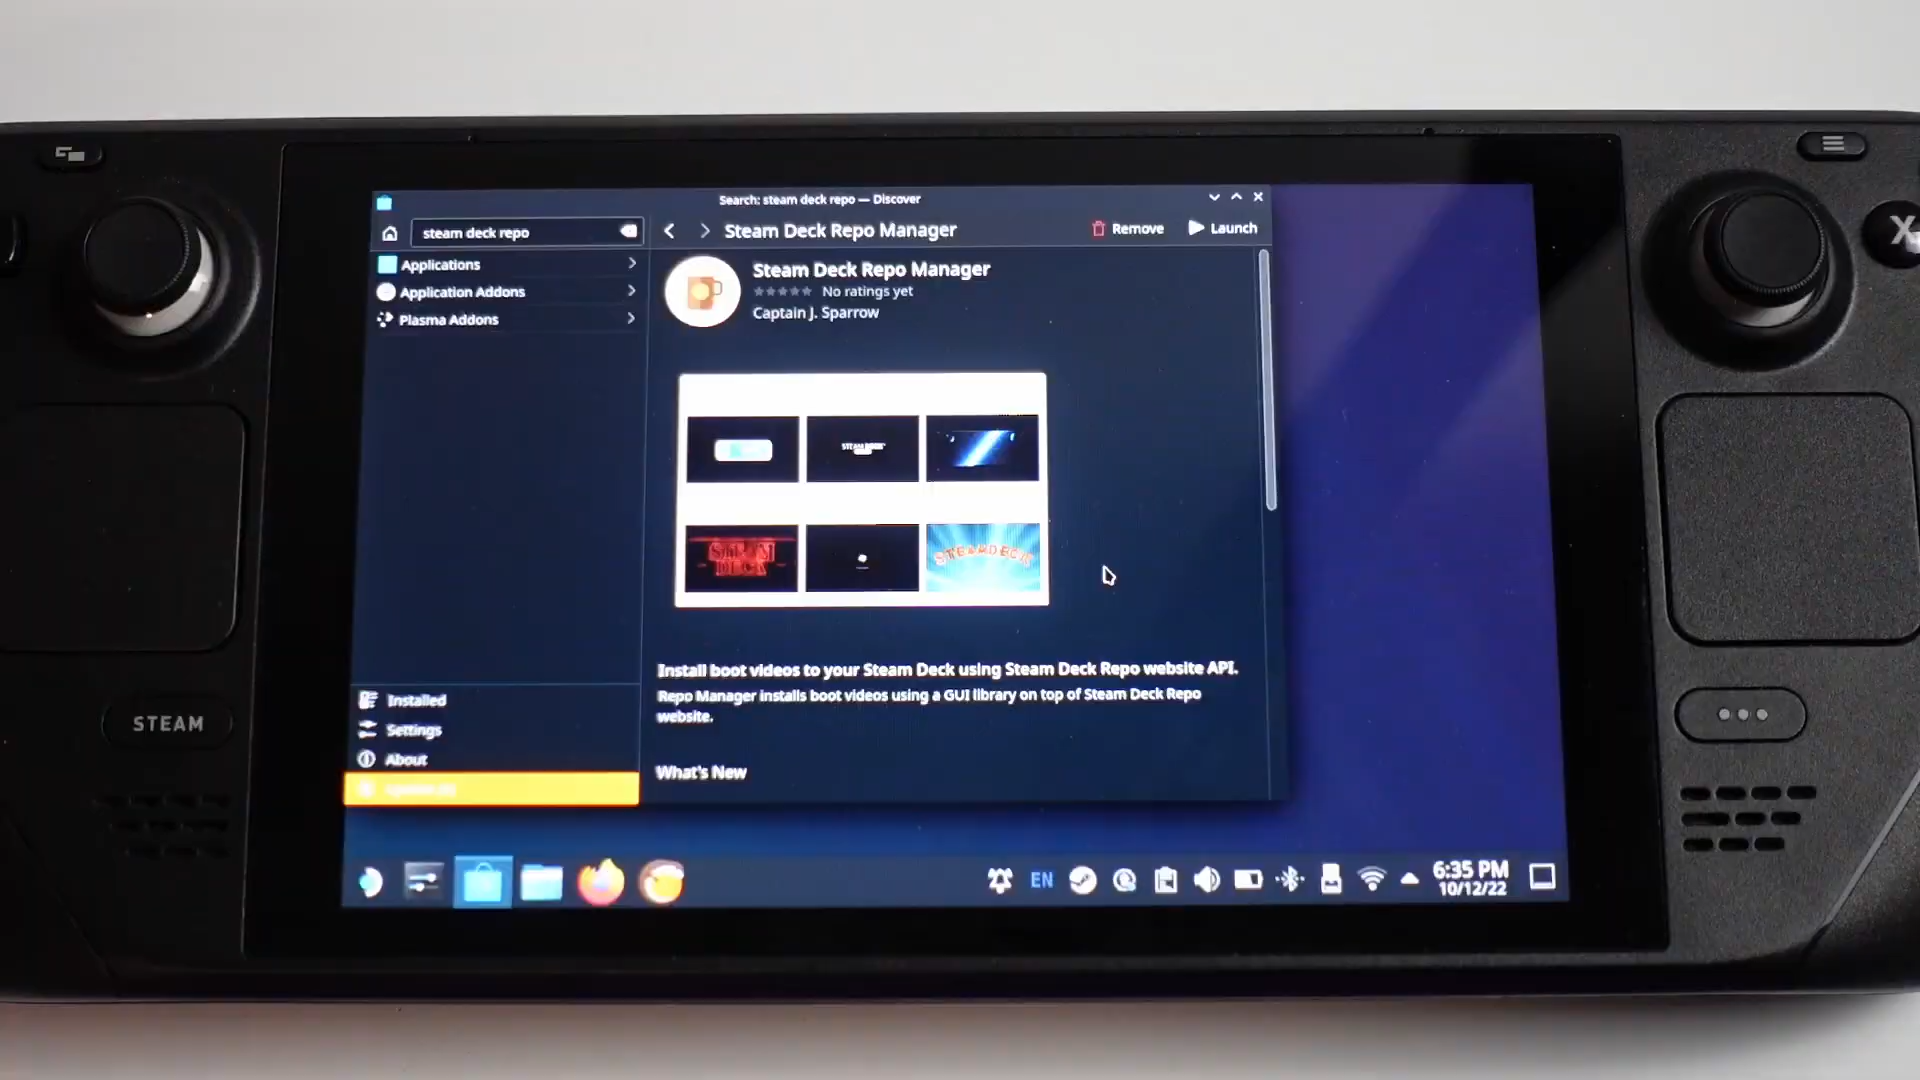 Search: steam deck repo — Discover
steam deck repo
Steam Deck Repo Manager
Remove
Launch
Applications
Application Addons
Plasma Addons
Steam Deck Repo Manager
No ratings yet
Captain J. Sparrow
STEAM DECK
STEAMDECK
Install boot videos to your Steam Deck using Steam Deck Repo website API.
Repo Manager installs boot videos using a GUI library on top of Steam Deck Repo
website.
What's New
Installed
Settings
About
EN
6:35 PM
10/12/22
STEAM
X